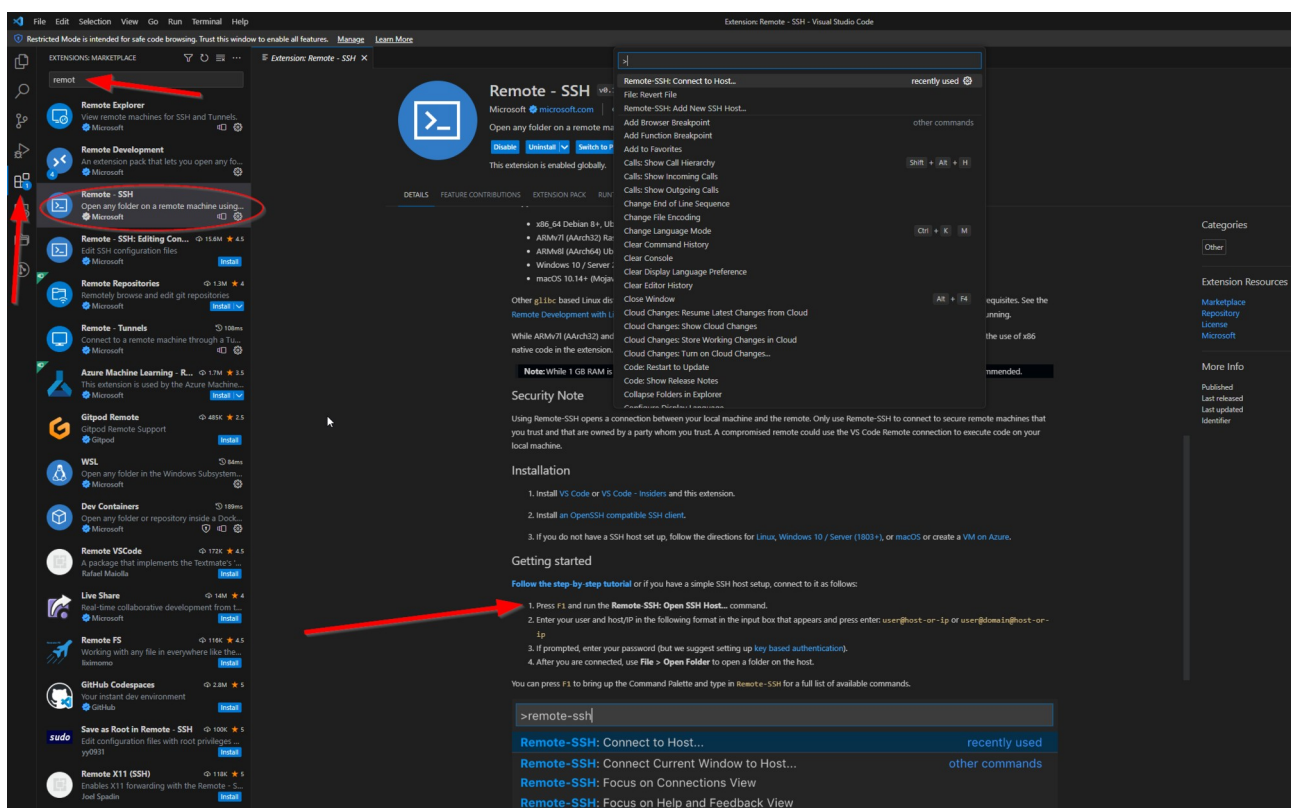 File Edit Selection View Go Run Terminal Help
Extension: Remote - SSH - Visual Studio Code
Restricted Mode is intended for safe code browsing. Trust this window to enable all features. Manage Learn More
EXTENSIONS: MARKETPLACE
remot
Remote Explorer
View remote machines for SSH and Tunnels.
Microsoft
Remote Development
An extension pack that lets you open any fo...
Microsoft
4
1
Remote - SSH
Open any folder on a remote machine using...
Microsoft
Remote - SSH: Editing Con... 15.6M ★ 4.5
Edit SSH configuration files
Microsoft Install
Remote Repositories 1.3M ★ 4
Remotely browse and edit git repositories
Microsoft Install
Remote - Tunnels 108ms
Connect to a remote machine through a Tu...
Microsoft
Azure Machine Learning - R... 1.7M ★ 3.5
This extension is used by the Azure Machine...
Microsoft Install
Gitpod Remote 485K ★ 2.5
Gitpod Remote Support
Gitpod Install
WSL 84ms
Open any folder in the Windows Subsystem...
Microsoft
Dev Containers 189ms
Open any folder or repository inside a Dock...
Microsoft
Remote VSCode 172K ★ 4.5
A package that implements the Textmate's '...
Rafael Maiolla Install
Live Share 14M ★ 4
Real-time collaborative development from t...
Microsoft Install
Remote FS 116K ★ 4.5
Working with any file in everywhere like the...
liximomo Install
GitHub Codespaces 2.8M ★ 5
Your instant dev environment
GitHub Install
sudo
Save as Root in Remote - SSH 100K ★ 5
Edit configuration files with root privileges ...
yy0931 Install
Remote X11 (SSH) 118K ★ 5
Enables X11 forwarding with the Remote - S...
Joel Spadin Install
Extension: Remote - SSH ×
Remote - SSH
Microsoft microsoft.com
Open any folder on a remote ma
Disable Uninstall Switch to P
This extension is enabled globally.
DETAILS FEATURE CONTRIBUTIONS EXTENSION PACK RUN
>
Remote-SSH: Connect to Host... recently used
File: Revert File
Remote-SSH: Add New SSH Host...
Add Browser Breakpoint other commands
Add Function Breakpoint
Add to Favorites
Calls: Show Call Hierarchy Shift + Alt + H
Calls: Show Incoming Calls
Calls: Show Outgoing Calls
Change End of Line Sequence
Change File Encoding
Change Language Mode Ctrl + K M
Clear Command History
Clear Console
Clear Display Language Preference
Clear Editor History
Close Window Alt + F4
Cloud Changes: Resume Latest Changes from Cloud
Cloud Changes: Show Cloud Changes
Cloud Changes: Store Working Changes in Cloud
Cloud Changes: Turn on Cloud Changes...
Code: Restart to Update
Code: Show Release Notes
Collapse Folders in Explorer
x86_64 Debian 8+, Ub
ARMv7l (AArch32) Ra
ARMv8l (AArch64) Ub
Windows 10 / Server
macOS 10.14+ (Moja
Other glibc based Linux dis equisites. See the
Remote Development with Li unning.
While ARMv7l (AArch32) and the use of x86
native code in the extension.
Note: While 1 GB RAM is mmended.
Security Note
Using Remote-SSH opens a connection between your local machine and the remote. Only use Remote-SSH to connect to secure remote machines that
you trust and that are owned by a party whom you trust. A compromised remote could use the VS Code Remote connection to execute code on your
local machine.
Installation
1. Install VS Code or VS Code - Insiders and this extension.
2. Install an OpenSSH compatible SSH client.
3. If you do not have a SSH host set up, follow the directions for Linux, Windows 10 / Server (1803+), or macOS or create a VM on Azure.
Getting started
Follow the step-by-step tutorial or if you have a simple SSH host setup, connect to it as follows:
1. Press F1 and run the Remote-SSH: Open SSH Host... command.
2. Enter your user and host/IP in the following format in the input box that appears and press enter: user@host-or-ip or user@domain@host-or-
ip
3. If prompted, enter your password (but we suggest setting up key based authentication).
4. After you are connected, use File > Open Folder to open a folder on the host.
You can press F1 to bring up the Command Palette and type in Remote-SSH for a full list of available commands.
>remote-ssh
Remote-SSH: Connect to Host... recently used
Remote-SSH: Connect Current Window to Host... other commands
Remote-SSH: Focus on Connections View
Remote-SSH: Focus on Help and Feedback View
Categories
Other
Extension Resources
Marketplace
Repository
License
Microsoft
More Info
Published
Last released
Last updated
Identifier